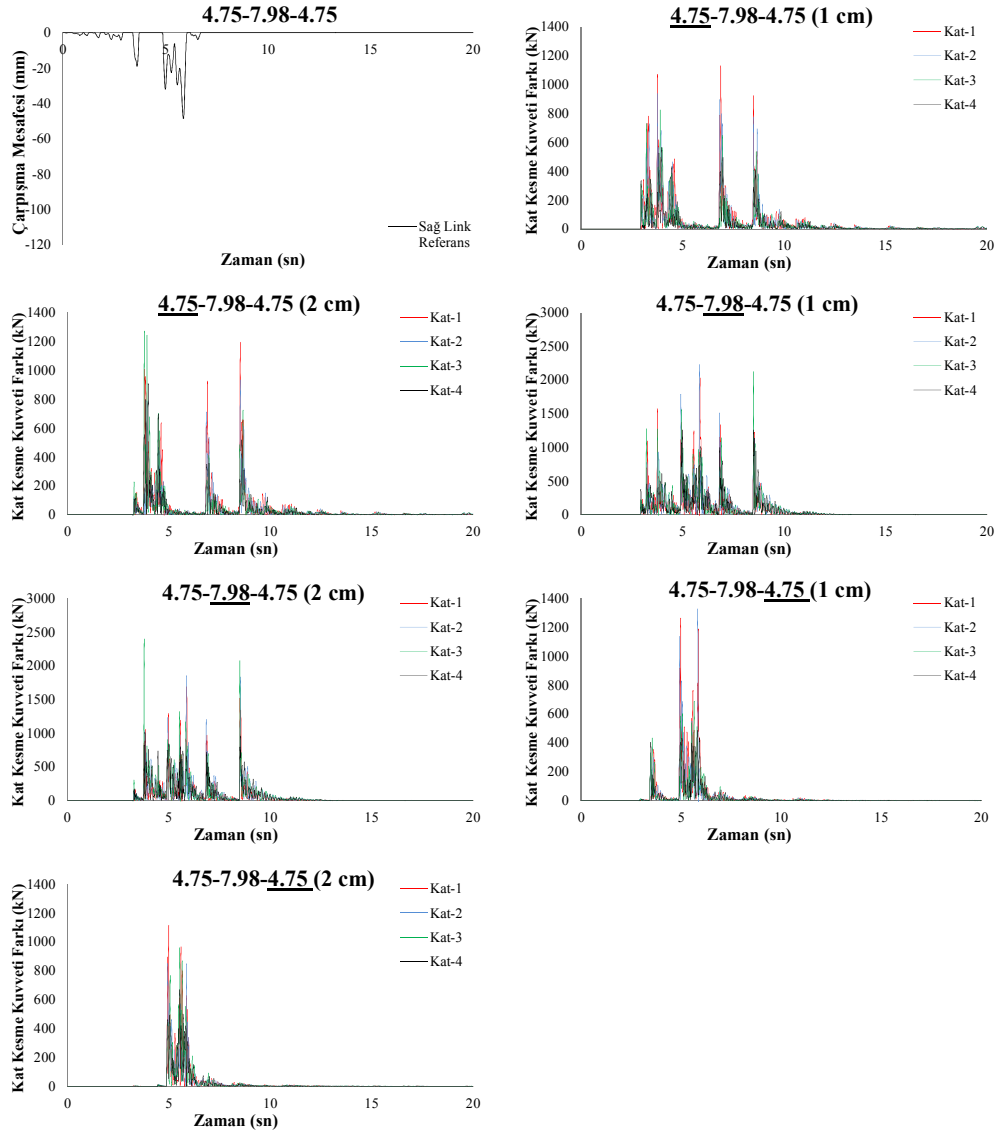 4.75-7.98-4.75
0 5 10 15 20
0
-20
-40
-60
-80
-100
-120
Çarpışma Mesafesi (mm)
Sağ Link
Referans
Zaman (sn)
4.75-7.98-4.75 (1 cm)
1400
1200
1000
800
600
400
200
0
Kat Kesme Kuvveti Farkı (kN)
Kat-1
Kat-2
Kat-3
Kat-4
0 5 10 15 20
Zaman (sn)
4.75-7.98-4.75 (2 cm)
1400
1200
1000
800
600
400
200
0
Kat Kesme Kuvveti Farkı (kN)
Kat-1
Kat-2
Kat-3
Kat-4
0 5 10 15 20
Zaman (sn)
4.75-7.98-4.75 (1 cm)
3000
2500
2000
1500
1000
500
0
Kat Kesme Kuvveti Farkı (kN)
Kat-1
Kat-2
Kat-3
Kat-4
0 5 10 15 20
Zaman (sn)
4.75-7.98-4.75 (2 cm)
3000
2500
2000
1500
1000
500
0
Kat Kesme Kuvveti Farkı (kN)
Kat-1
Kat-2
Kat-3
Kat-4
0 5 10 15 20
Zaman (sn)
4.75-7.98-4.75 (1 cm)
1400
1200
1000
800
600
400
200
0
Kat Kesme Kuvveti Farkı (kN)
Kat-1
Kat-2
Kat-3
Kat-4
0 5 10 15 20
Zaman (sn)
4.75-7.98-4.75 (2 cm)
1400
1200
1000
800
600
400
200
0
Kat Kesme Kuvveti Farkı (kN)
Kat-1
Kat-2
Kat-3
Kat-4
0 5 10 15 20
Zaman (sn)